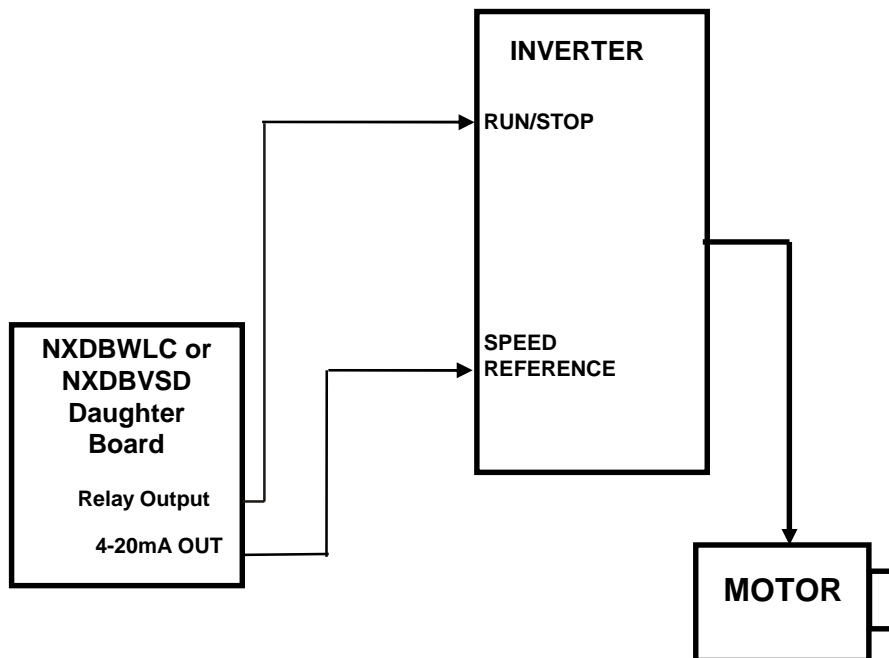 INVERTER
RUN/STOP
SPEED
REFERENCE
NXDBWLC or
NXDBVSD
Daughter
Board
Relay Output
4-20mA OUT
MOTOR